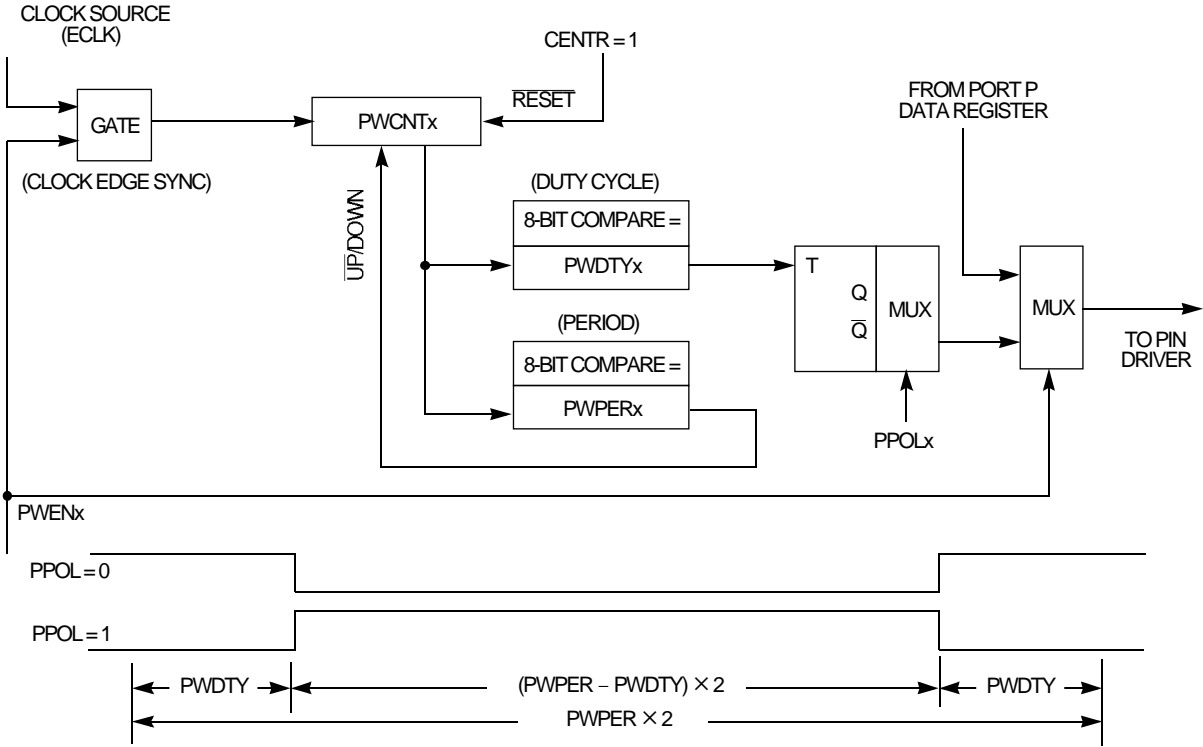 CLOCK SOURCE
(ECLK)
CENTR = 1
RESET
FROM PORT P
DATA REGISTER
GATE
PWCNTx
(CLOCK EDGE SYNC)
(DUTY CYCLE)
8-BIT COMPARE =
PWDTYx
UP/DOWN
T
Q
Q
MUX
MUX
(PERIOD)
8-BIT COMPARE =
PWPERx
TO PIN
DRIVER
PPOLx
PWENx
PPOL = 0
PPOL = 1
PWDTY
(PWPER − PWDTY) × 2
PWDTY
PWPER × 2